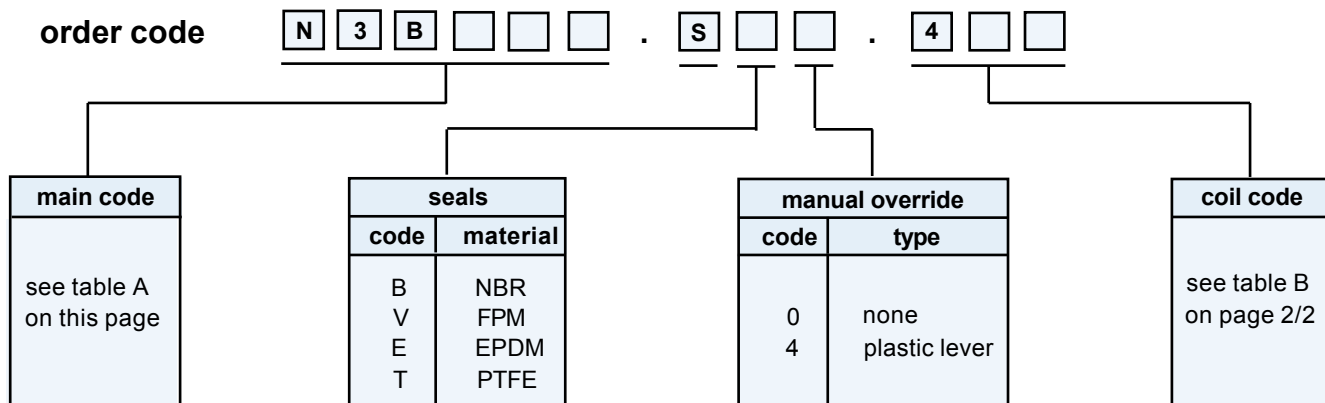 order code N 3 B . S . 4
main code
see table A
on this page
seals
code material
B NBR
V FPM
E EPDM
T PTFE
manual override
code type
0 none
4 plastic lever
coil code
see table B
on page 2/2